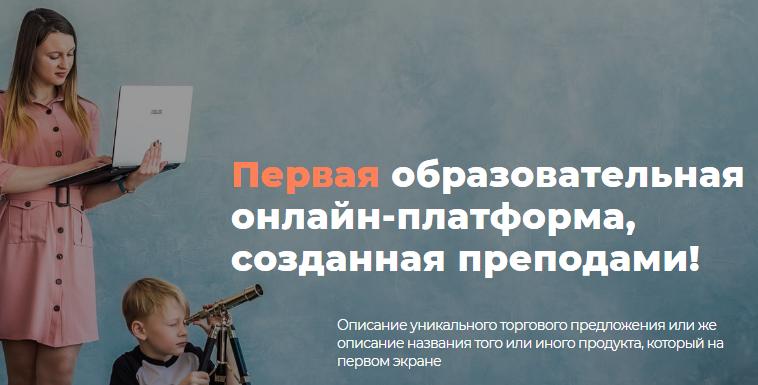 ASUS
Первая образовательная
онлайн-платформа,
созданная преподами!
Описание уникального торгового предложения или же
описание названия того или иного продукта, который на
первом экране